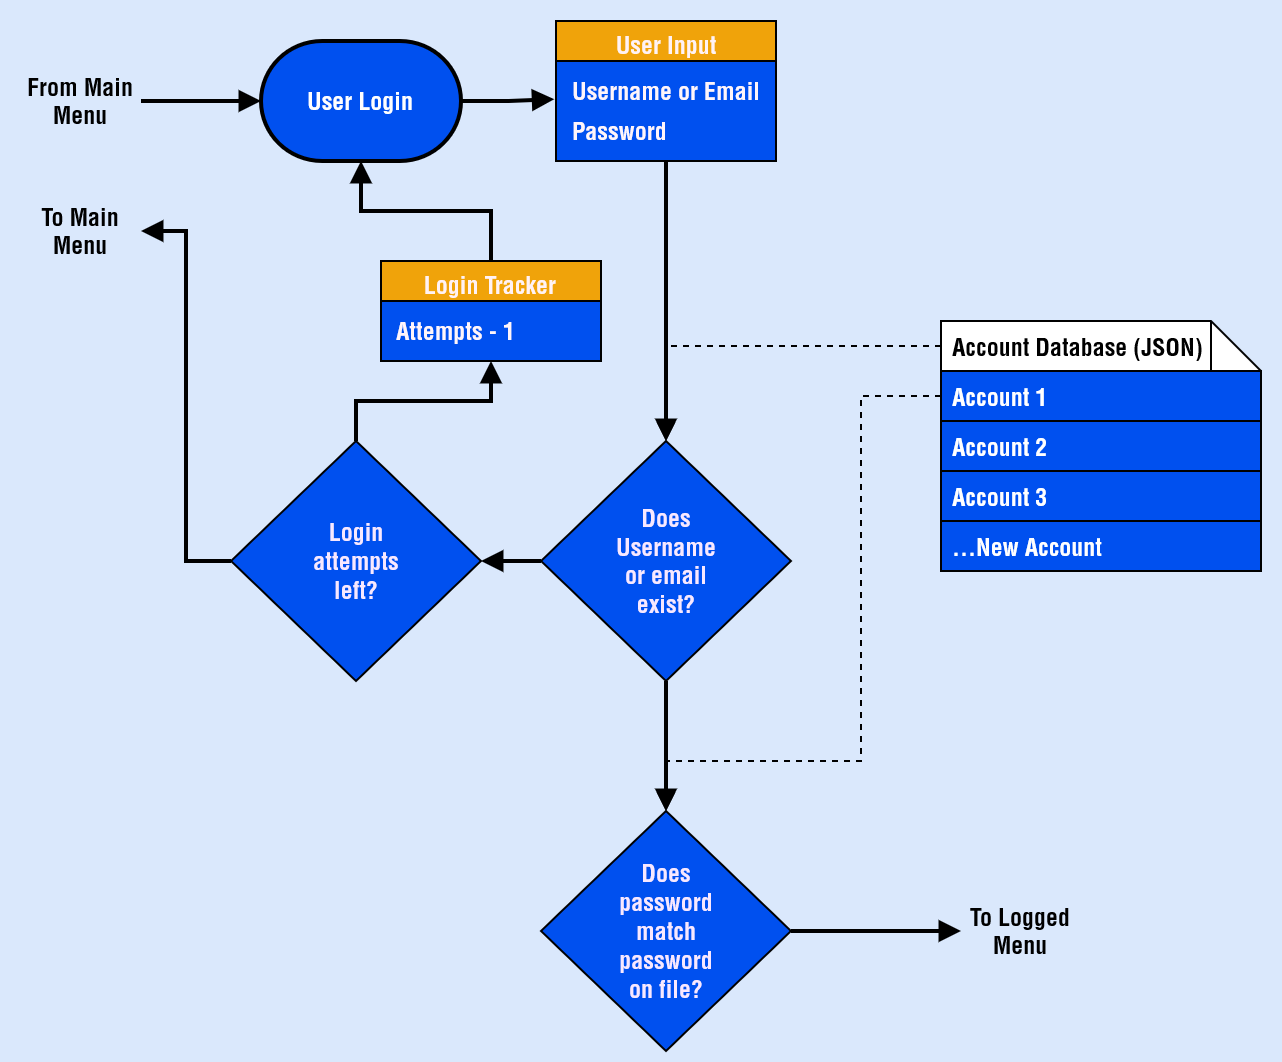 From Main
Menu
User Login
User Input
Username or Email
Password
To Main
Menu
Login Tracker
Attempts - 1
Account Database (JSON)
Account 1
Account 2
Account 3
...New Account
Login
attempts
left?
Does
Username
or email
exist?
Does
password
match
password
on file?
To Logged
Menu